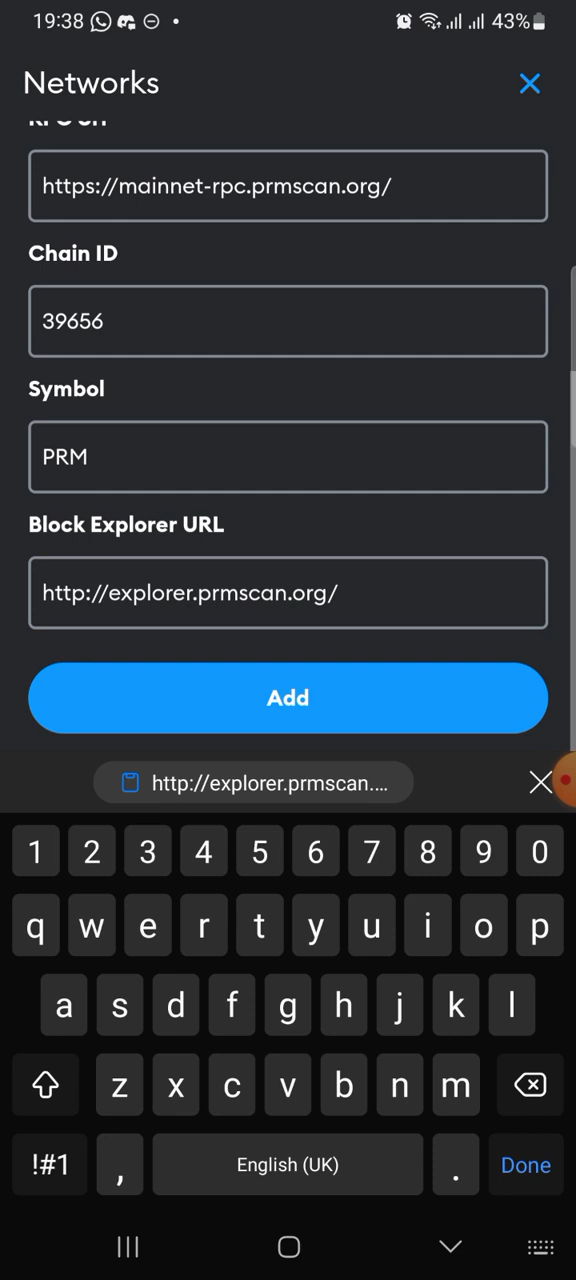 19:38 43%
Networks
https://mainnet-rpc.prmscan.org/
Chain ID
39656
Symbol
PRM
Block Explorer URL
http://explorer.prmscan.org/
Add
http://explorer.prmscan....
1 2 3 4 5 6 7 8 9 0
q w e r t y u i o p
a s d f g h j k l
z x c v b n m
!#1 , English (UK) . Done